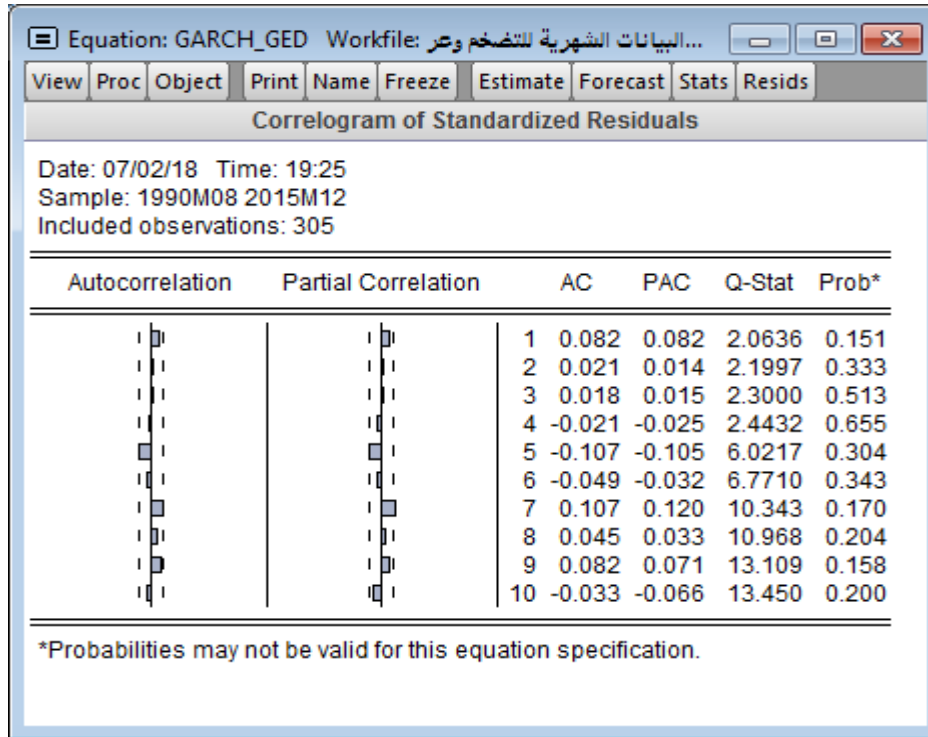 Equation: GARCH_GED Workfile: البيانات الشهرية للتضخم وعر...
View Proc Object Print Name Freeze Estimate Forecast Stats Resids
Correlogram of Standardized Residuals
Date: 07/02/18 Time: 19:25
Sample: 1990M08 2015M12
Included observations: 305
Autocorrelation Partial Correlation AC PAC Q-Stat Prob*
1 0.082 0.082 2.0636 0.151
2 0.021 0.014 2.1997 0.333
3 0.018 0.015 2.3000 0.513
4 -0.021 -0.025 2.4432 0.655
5 -0.107 -0.105 6.0217 0.304
6 -0.049 -0.032 6.7710 0.343
7 0.107 0.120 10.343 0.170
8 0.045 0.033 10.968 0.204
9 0.082 0.071 13.109 0.158
10 -0.033 -0.066 13.450 0.200
*Probabilities may not be valid for this equation specification.